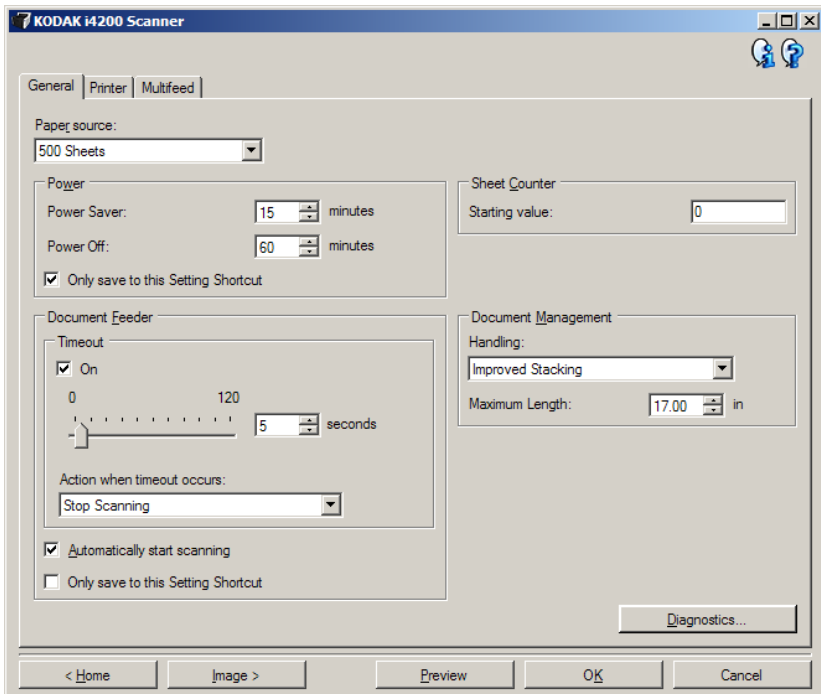 KODAK i4200 Scanner
General Printer Multifeed
Paper source:
500 Sheets
Power
Power Saver: 15 minutes
Power Off: 60 minutes
Only save to this Setting Shortcut
Sheet Counter
Starting value: 0
Document Feeder
Timeout
On
0 120
5 seconds
Action when timeout occurs:
Stop Scanning
Automatically start scanning
Only save to this Setting Shortcut
Document Management
Handling:
Improved Stacking
Maximum Length: 17.00 in
Diagnostics...
< Home Image > Preview OK Cancel